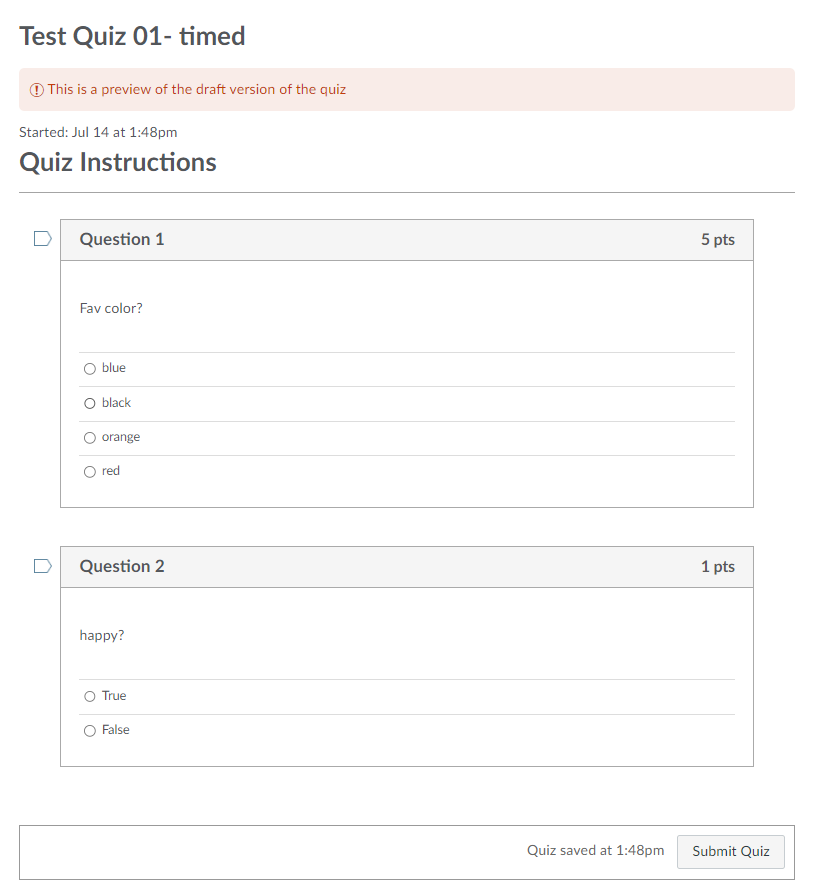 Test Quiz 01- timed
This is a preview of the draft version of the quiz
Started: Jul 14 at 1:48pm
Quiz Instructions
Question 1 5 pts
Fav color?
blue
black
orange
red
Question 2 1 pts
happy?
True
False
Quiz saved at 1:48pm Submit Quiz